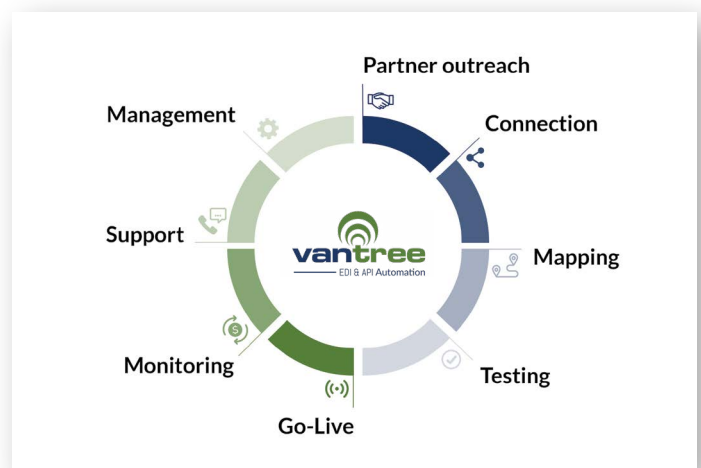 Partner outreach
Connection
Mapping
Testing
Go-Live
Monitoring
Support
Management
vantree
EDI & API Automation